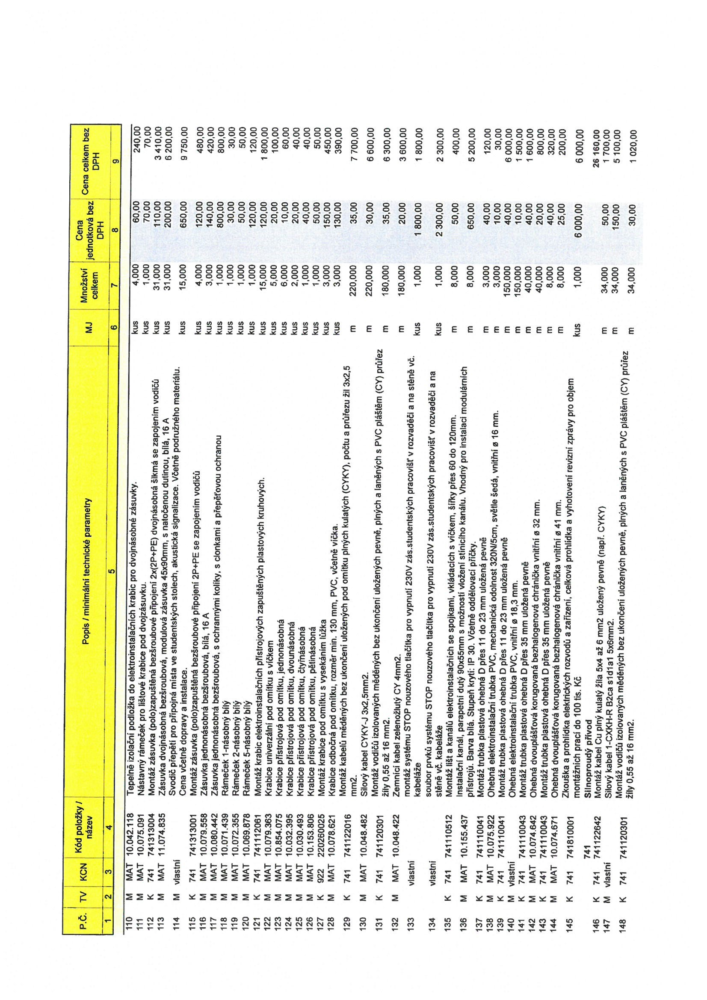 P.Č. TV KCN Kód položky / název Popis / minimální technické parametry MJ Množství celkem Cena jednotková bez DPH Cena celkem bez DPH
1 2 3 4 5 6 7 8 9
110 M MAT 10.042.118 Tepelně izolační podložka do elektroinstalačních krabic pro dvojnásobné zásuvky. kus 4,000 60,00 240,00
111 M MAT 10.075.091 Nástavný rámeček pro lištové krabice pod dvojzásuvku. kus 1,000 70,00 70,00
112 K 741 741313004 Montáž zásuvka (polo)zapuštěná bezšroubové připojení 2x(2P+PE) dvojnásobná šikmá se zapojením vodičů kus 31,000 110,00 3 410,00
113 M MAT 11.074.835 Zásuvka dvojnásobná bezšroubová, modulová zásuvka 45x90mm, s natočenou dutinou, bílá, 16 A kus 31,000 200,00 6 200,00
114 M vlastní Svodič přepětí pro přípojná místa ve studentských stolech, akustická signalizace. Včetně podružného materiálu.
Cena včetně dopravy a instalace. kus 15,000 650,00 9 750,00
115 K 741 741313001 Montáž zásuvka (polo)zapuštěná bezšroubové připojení 2P+PE se zapojením vodičů kus 4,000 120,00 480,00
116 M MAT 10.079.558 Zásuvka jednonásobná bezšroubová, bílá, 16 A kus 3,000 140,00 420,00
117 M MAT 10.080.442 Zásuvka jednonásobná bezšroubová, s ochrannými kolíky, s clonkami a přepěťovou ochranou kus 1,000 800,00 800,00
118 M MAT 10.071.439 Rámeček 1-násobný bílý kus 1,000 30,00 30,00
119 M MAT 10.072.355 Rámeček 2-násobný bílý kus 1,000 50,00 50,00
120 M MAT 10.069.878 Rámeček 5-násobný bílý kus 1,000 120,00 120,00
121 K 741 741112061 Montáž krabic elektroinstalačních přístrojových zapuštěných plastových kruhových. kus 15,000 120,00 1 800,00
122 M MAT 10.079.363 Krabice univerzální pod omítku s víčkem kus 5,000 20,00 100,00
123 M MAT 10.854.075 Krabice přístrojová pod omítku, jednonásobná kus 6,000 10,00 60,00
124 M MAT 10.032.395 Krabice přístrojová pod omítku, dvounásobná kus 2,000 20,00 40,00
125 M MAT 10.030.493 Krabice přístrojová pod omítku, čtyřnásobná kus 1,000 40,00 40,00
126 M MAT 10.153.806 Krabice přístrojová pod omítku, pětinásobná kus 1,000 50,00 50,00
127 K 922 220260025 Montáž krabice pod omítku s vysekáním lůžka kus 3,000 150,00 450,00
128 M MAT 10.078.621 Krabice odbočná pod omítku, rozměr min. 130 mm, PVC, včetně víčka. kus 3,000 130,00 390,00
129 K 741 741122016 Montáž kabelů měděných bez ukončení uložených pod omítku plných kulatých (CYKY), počtu a průřezu žil 3x2,5
mm2. m 220,000 35,00 7 700,00
130 M MAT 10.048.482 Silový kabel CYKY-J 3x2,5mm2. m 220,000 30,00 6 600,00
131 K 741 741120301 Montáž vodičů izolovaných měděných bez ukončení uložených pevně, plných a laněných s PVC pláštěm (CY) průřez
žíly 0,55 až 16 mm2. m 180,000 35,00 6 300,00
132 M MAT 10.048.422 Zemnící kabel zelenožlutý CY 4mm2. m 180,000 20,00 3 600,00
133 vlastní montáž systému STOP nouzového tlačítka pro vypnutí 230V zás.studentských pracovišť v rozvaděči a na stěně vč.
kabeláže kus 1,000 1 800,00 1 800,00
134 vlastní soubor prvků systému STOP nouzového tlačítka pro vypnutí 230V zás.studentských pracovišť v rozvaděči a na
stěně vč. kabeláže kus 1,000 2 300,00 2 300,00
135 K 741 741110512 Montáž lišt a kanálů elektroinstalačních se spojkami, vkládacích s víčkem, šířky přes 60 do 120mm. m 8,000 50,00 400,00
136 M MAT 10.155.437 Instalační kanál, parapetní dutý 90x55mm s možností vložení stínícího kanálu. Vhodný pro instalaci modulárních
přístrojů. Barva bílá. Stupeň krytí: IP 30. Včetně oddělovací příčky. m 8,000 650,00 5 200,00
137 K 741 741110041 Montáž trubka plastová ohebná D přes 11 do 23 mm uložená pevně m 3,000 40,00 120,00
138 M MAT 10.075.922 Ohebná elektroinstalační trubka PVC, mechanická odolnost 320N/5cm, světle šedá, vnitřní ø 16 mm. m 3,000 10,00 30,00
139 K 741 741110041 Montáž trubka plastová ohebná D přes 11 do 23 mm uložená pevně m 150,000 40,00 6 000,00
140 M vlastní Ohebná elektroinstalační trubka PVC, vnitřní ø 18,3 mm. m 150,000 10,00 1 500,00
141 K 741 741110043 Montáž trubka plastová ohebná D přes 35 mm uložená pevně m 40,000 40,00 1 600,00
142 M MAT 10.074.642 Ohebná dvouplášťová korugovaná bezhalogenová chránička vnitřní ø 32 mm. m 40,000 20,00 800,00
143 K 741 741110043 Montáž trubka plastová ohebná D přes 35 mm uložená pevně m 8,000 40,00 320,00
144 M MAT 10.074.671 Ohebná dvouplášťová korugovaná bezhalogenová chránička vnitřní ø 41 mm. m 8,000 25,00 200,00
145 K 741 741810001 Zkouška a prohlídka elektrických rozvodů a zařízení, celková prohlídka a vyhotovení revizní zprávy pro objem
montážních prací do 100 tis. Kč kus 1,000 6 000,00 6 000,00
741 Silnoproudý přívod 26 160,00
146 K 741 741122642 Montáž kabel Cu plný kulatý žíla 5x4 až 6 mm2 uložený pevně (např. CYKY) m 34,000 50,00 1 700,00
147 M vlastní Silový kabel 1-CXKH-R B2ca s1d1a1 5x6mm2. m 34,000 150,00 5 100,00
148 K 741 741120301 Montáž vodičů izolovaných měděných bez ukončení uložených pevně, plných a laněných s PVC pláštěm (CY) průřez
žíly 0,55 až 16 mm2. m 34,000 30,00 1 020,00